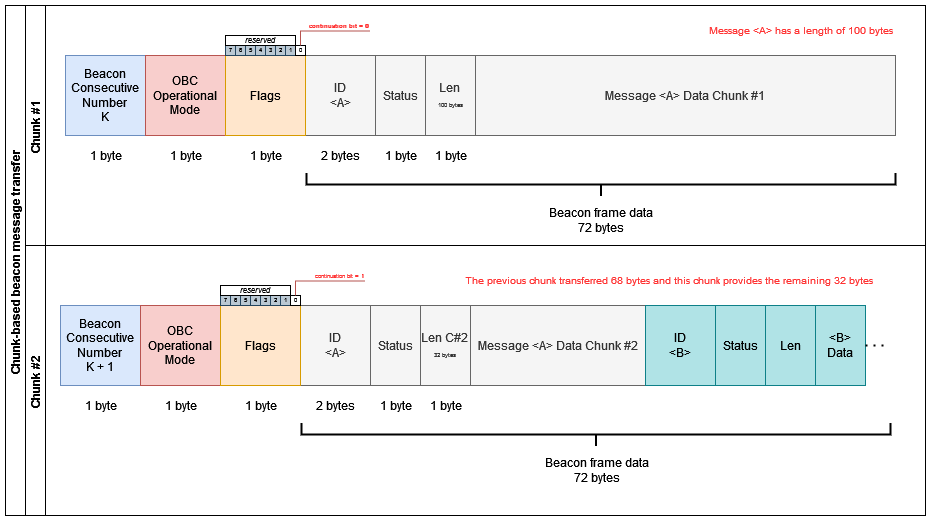 Chunk-based beacon message transfer
Chunk #1
continuation bit = 0
reserved
7 6 5 4 3 2 1 0
Message <A> has a length of 100 bytes
Beacon
Consecutive
Number
K
OBC
Operational
Mode
Flags
ID
<A>
Status
Len
100 bytes
Message <A> Data Chunk #1
1 byte
1 byte
1 byte
2 bytes
1 byte
1 byte
Beacon frame data
72 bytes
Chunk #2
continuation bit = 1
reserved
7 6 5 4 3 2 1 0
The previous chunk transferred 68 bytes and this chunk provides the remaining 32 bytes
Beacon
Consecutive
Number
K + 1
OBC
Operational
Mode
Flags
ID
<A>
Status
Len C#2
32 bytes
Message <A> Data Chunk #2
ID
<B>
Status
Len
<B>
Data
...
1 byte
1 byte
1 byte
2 bytes
1 byte
1 byte
Beacon frame data
72 bytes